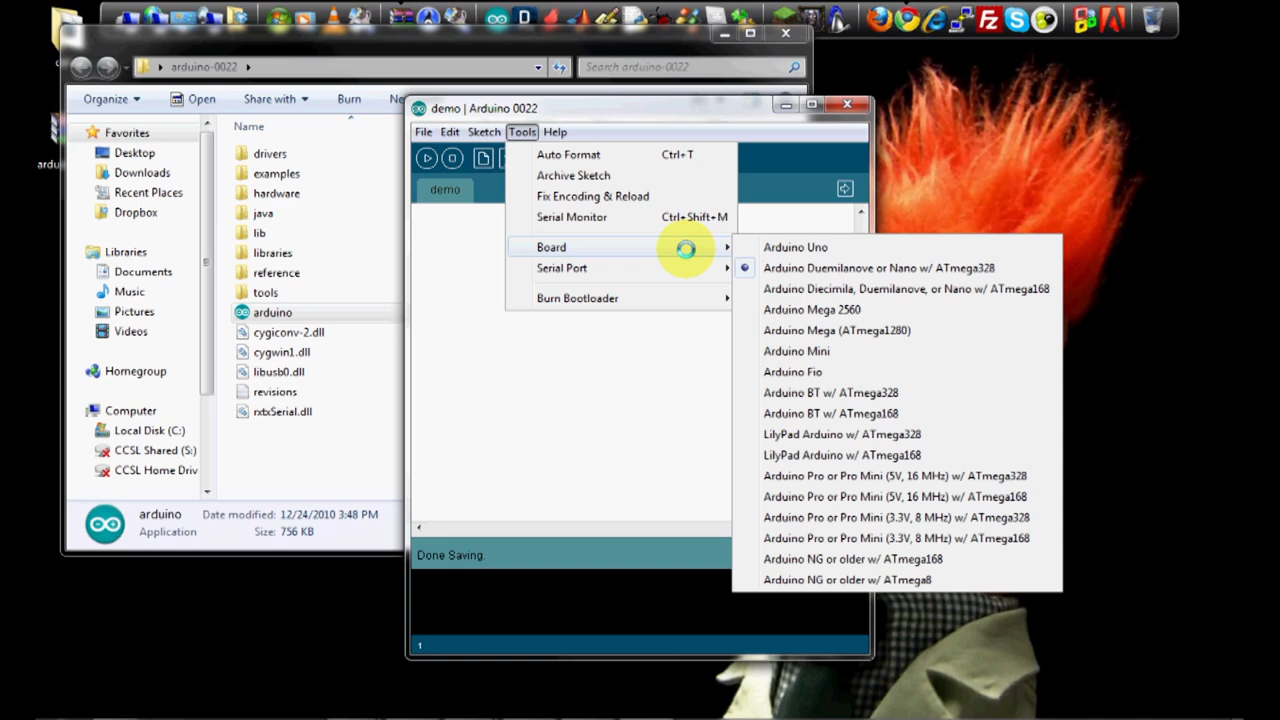 arduino-0022
Search arduino-0022
Organize
Open
Share with
Burn
Name
Favorites
Desktop
Downloads
Recent Places
Dropbox
Libraries
Documents
Music
Pictures
Videos
Homegroup
Computer
Local Disk (C:)
CCSL Shared (S:)
CCSL Home Driv
drivers
examples
hardware
java
lib
libraries
reference
tools
arduino
cygiconv-2.dll
cygwin1.dll
libusb0.dll
revisions
rxtxSerial.dll
arduino Date modified: 12/24/2010 3:48 PM
Application Size: 756 KB
demo | Arduino 0022
File Edit Sketch Tools Help
demo
Auto Format Ctrl+T
Archive Sketch
Fix Encoding & Reload
Serial Monitor Ctrl+Shift+M
Board
Serial Port
Burn Bootloader
Arduino Uno
Arduino Duemilanove or Nano w/ ATmega328
Arduino Diecimila, Duemilanove, or Nano w/ ATmega168
Arduino Mega 2560
Arduino Mega (ATmega1280)
Arduino Mini
Arduino Fio
Arduino BT w/ ATmega328
Arduino BT w/ ATmega168
LilyPad Arduino w/ ATmega328
LilyPad Arduino w/ ATmega168
Arduino Pro or Pro Mini (5V, 16 MHz) w/ ATmega328
Arduino Pro or Pro Mini (5V, 16 MHz) w/ ATmega168
Arduino Pro or Pro Mini (3.3V, 8 MHz) w/ ATmega328
Arduino Pro or Pro Mini (3.3V, 8 MHz) w/ ATmega168
Arduino NG or older w/ ATmega168
Arduino NG or older w/ ATmega8
Done Saving.
1